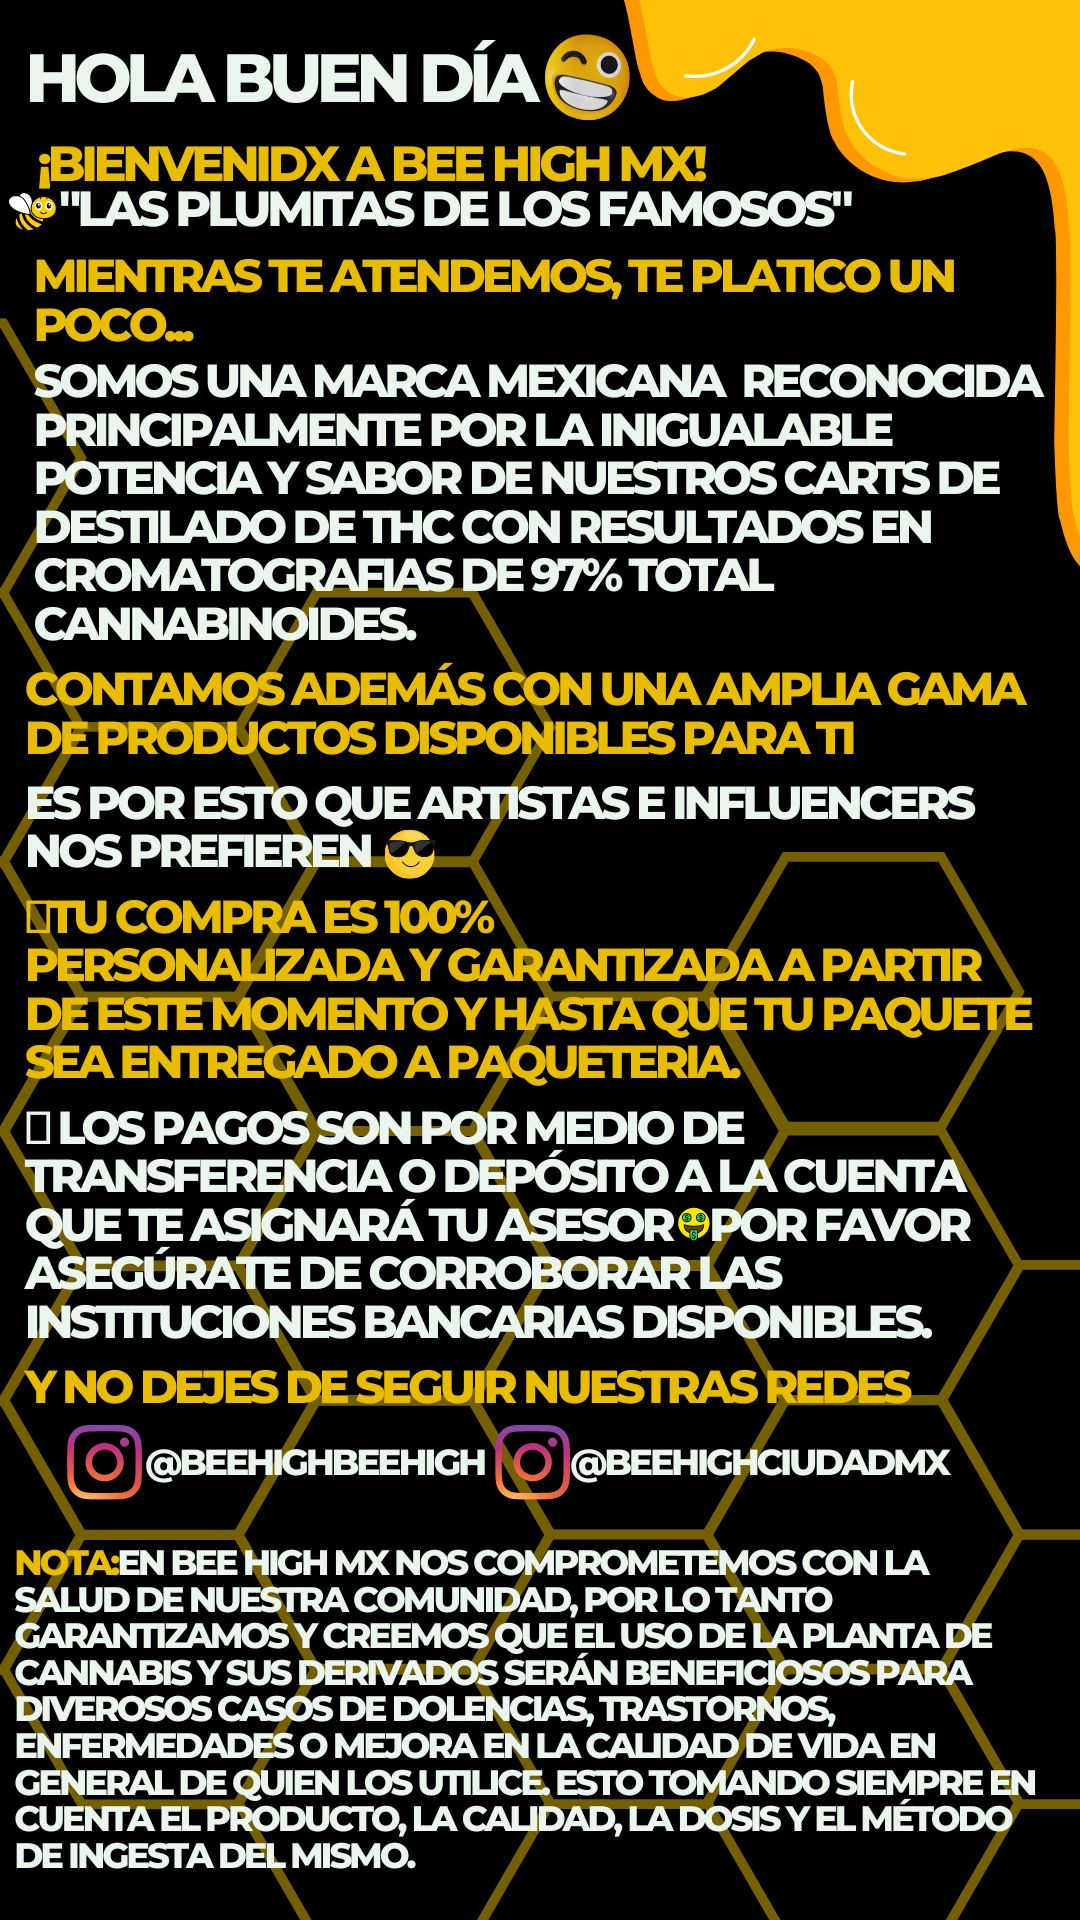 HOLA BUEN DÍA
¡BIENVENIDX A BEE HIGH MX!
"LAS PLUMITAS DE LOS FAMOSOS"
MIENTRAS TE ATENDEMOS, TE PLATICO UN
POCO...
SOMOS UNA MARCA MEXICANA RECONOCIDA
PRINCIPALMENTE POR LA INIGUALABLE
POTENCIA Y SABOR DE NUESTROS CARTS DE
DESTILADO DE THC CON RESULTADOS EN
CROMATOGRAFIAS DE 97% TOTAL
CANNABINOIDES.
CONTAMOS ADEMÁS CON UNA AMPLIA GAMA
DE PRODUCTOS DISPONIBLES PARA TI
ES POR ESTO QUE ARTISTAS E INFLUENCERS
NOS PREFIEREN
TU COMPRA ES 100%
PERSONALIZADA Y GARANTIZADA A PARTIR
DE ESTE MOMENTO Y HASTA QUE TU PAQUETE
SEA ENTREGADO A PAQUETERIA.
LOS PAGOS SON POR MEDIO DE
TRANSFERENCIA O DEPÓSITO A LA CUENTA
QUE TE ASIGNARÁ TU ASESOR POR FAVOR
ASEGÚRATE DE CORROBORAR LAS
INSTITUCIONES BANCARIAS DISPONIBLES.
Y NO DEJES DE SEGUIR NUESTRAS REDES
@BEEHIGHBEEHIGH @BEEHIGHCIUDADMX
NOTA:EN BEE HIGH MX NOS COMPROMETEMOS CON LA
SALUD DE NUESTRA COMUNIDAD, POR LO TANTO
GARANTIZAMOS Y CREEMOS QUE EL USO DE LA PLANTA DE
CANNABIS Y SUS DERIVADOS SERÁN BENEFICIOSOS PARA
DIVEROSOS CASOS DE DOLENCIAS, TRASTORNOS,
ENFERMEDADES O MEJORA EN LA CALIDAD DE VIDA EN
GENERAL DE QUIEN LOS UTILICE. ESTO TOMANDO SIEMPRE EN
CUENTA EL PRODUCTO, LA CALIDAD, LA DOSIS Y EL MÉTODO
DE INGESTA DEL MISMO.